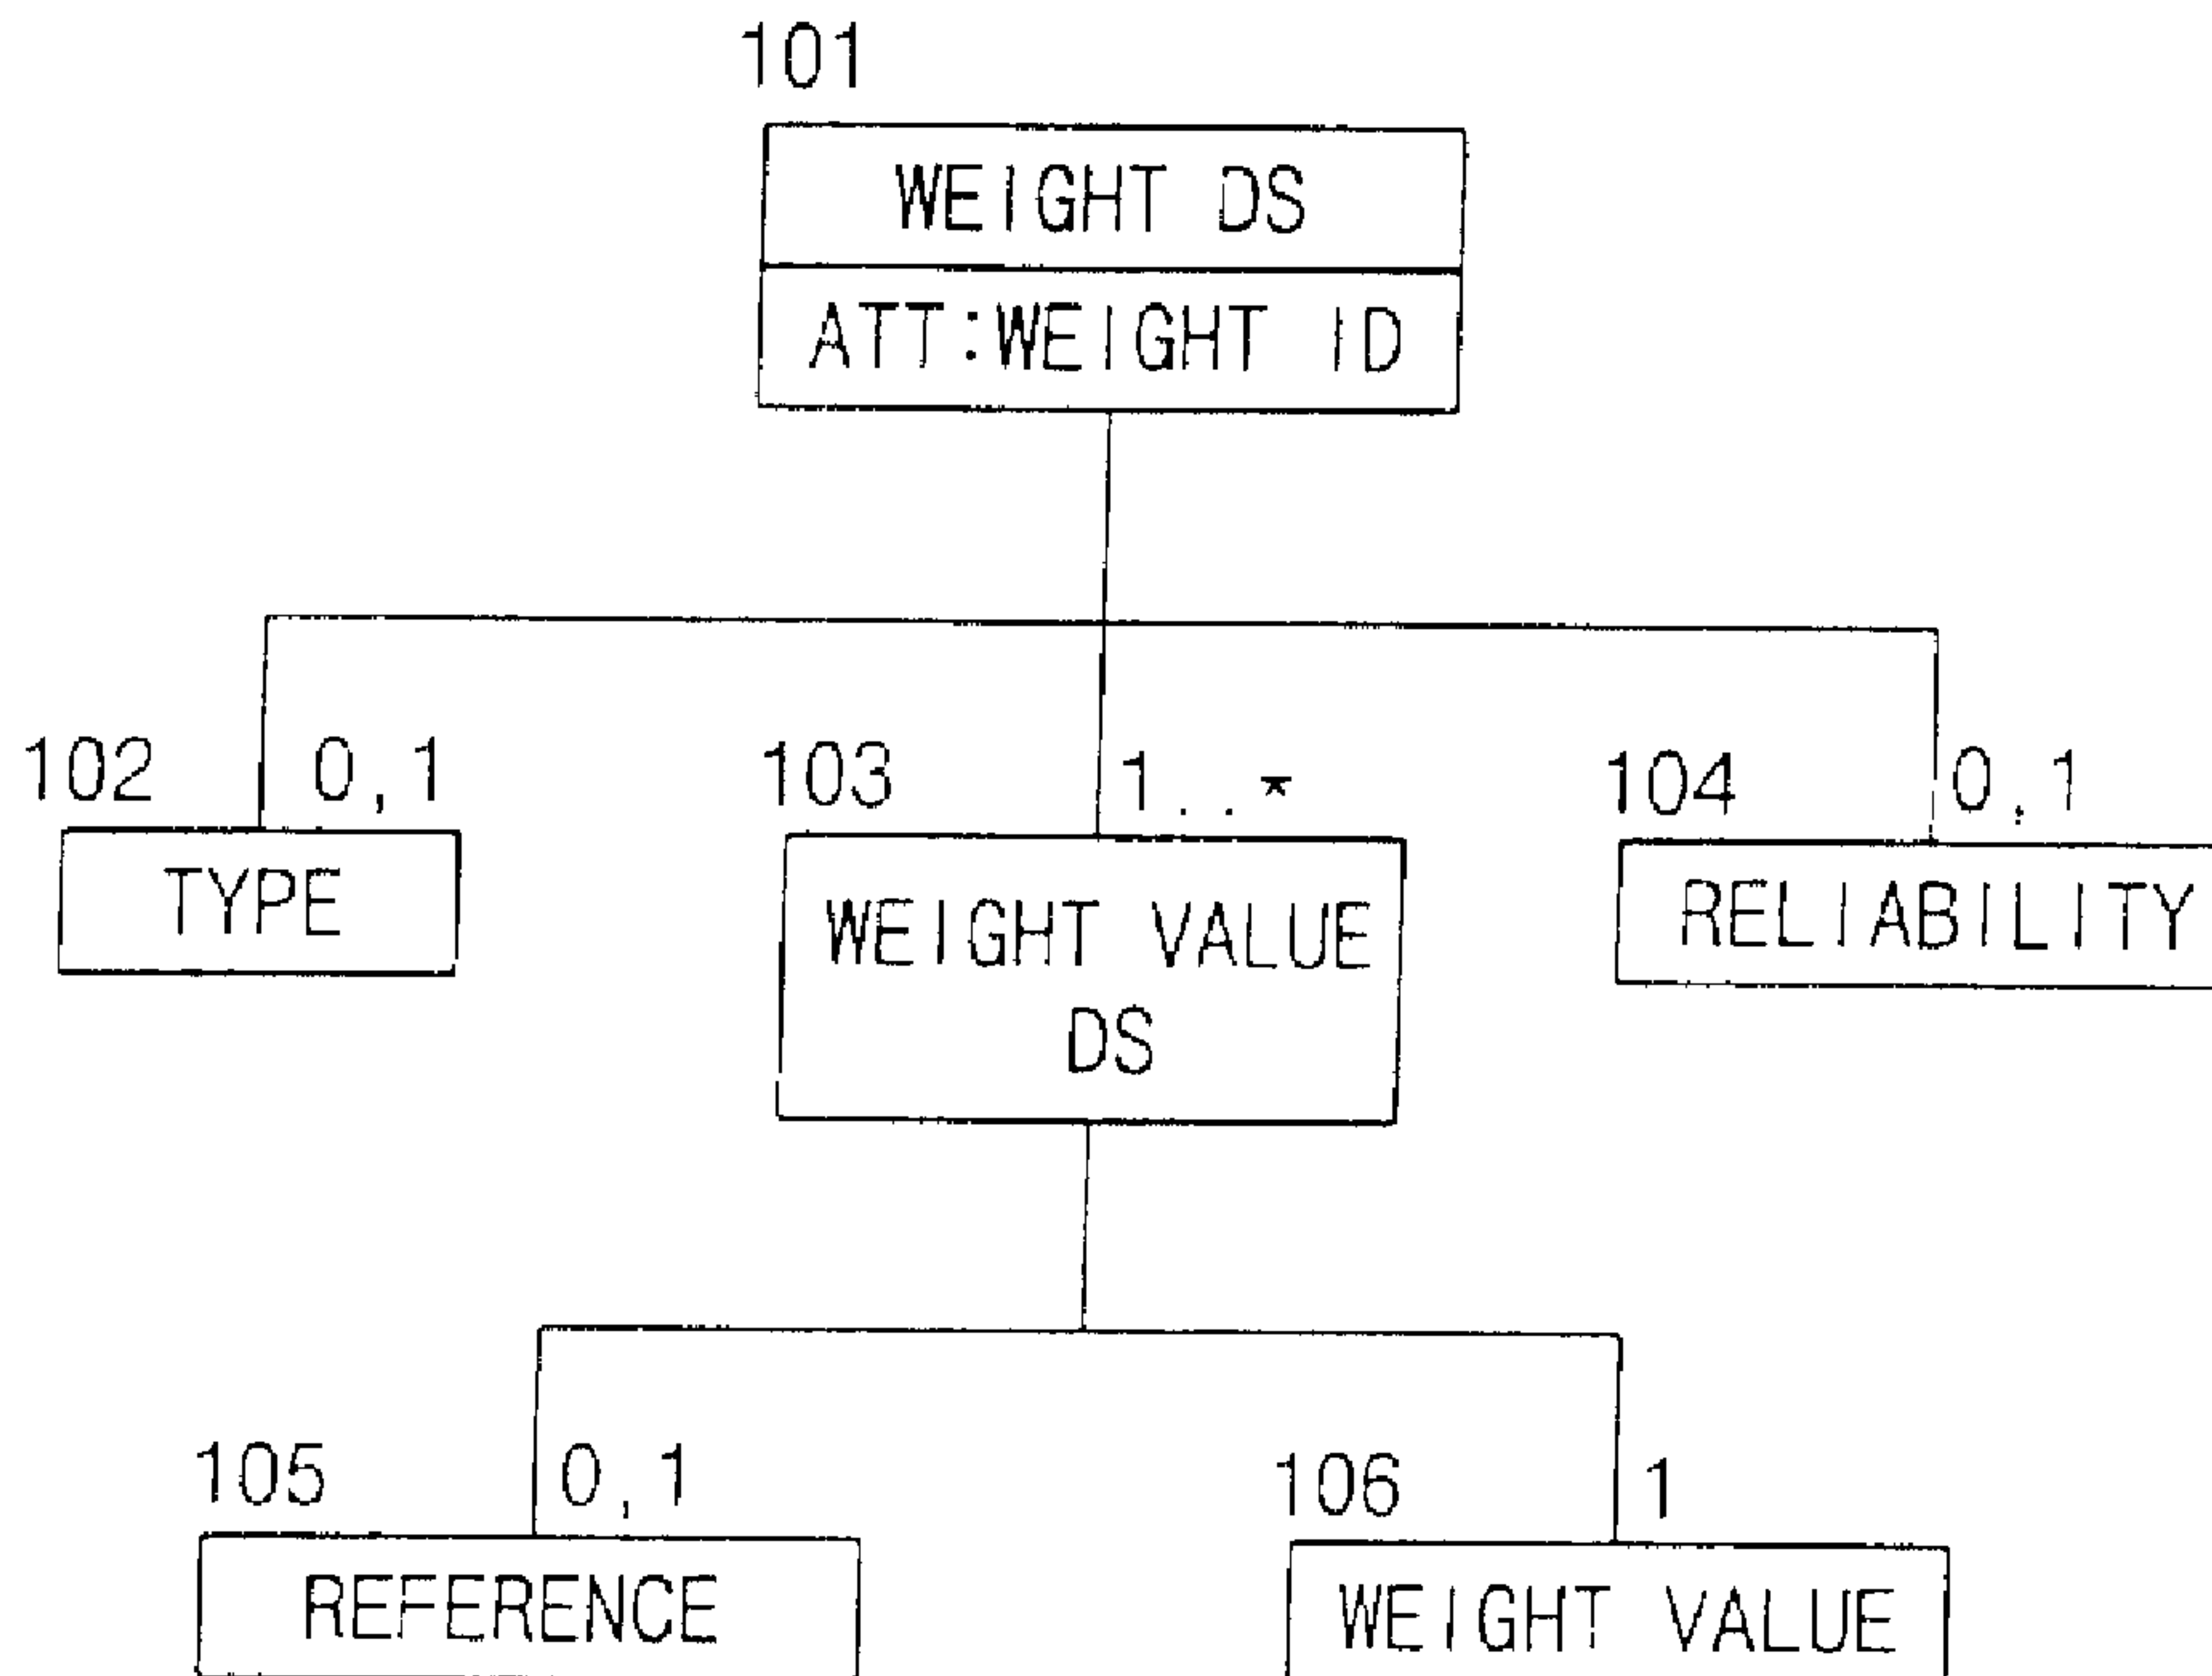 101
WEIGHT DS
ATT:WEIGHT ID
102 0,1 103 1..* 104 0,1
TYPE
WEIGHT VALUE
DS
RELIABILITY
105 0,1 106 1
REFERENCE
WEIGHT VALUE